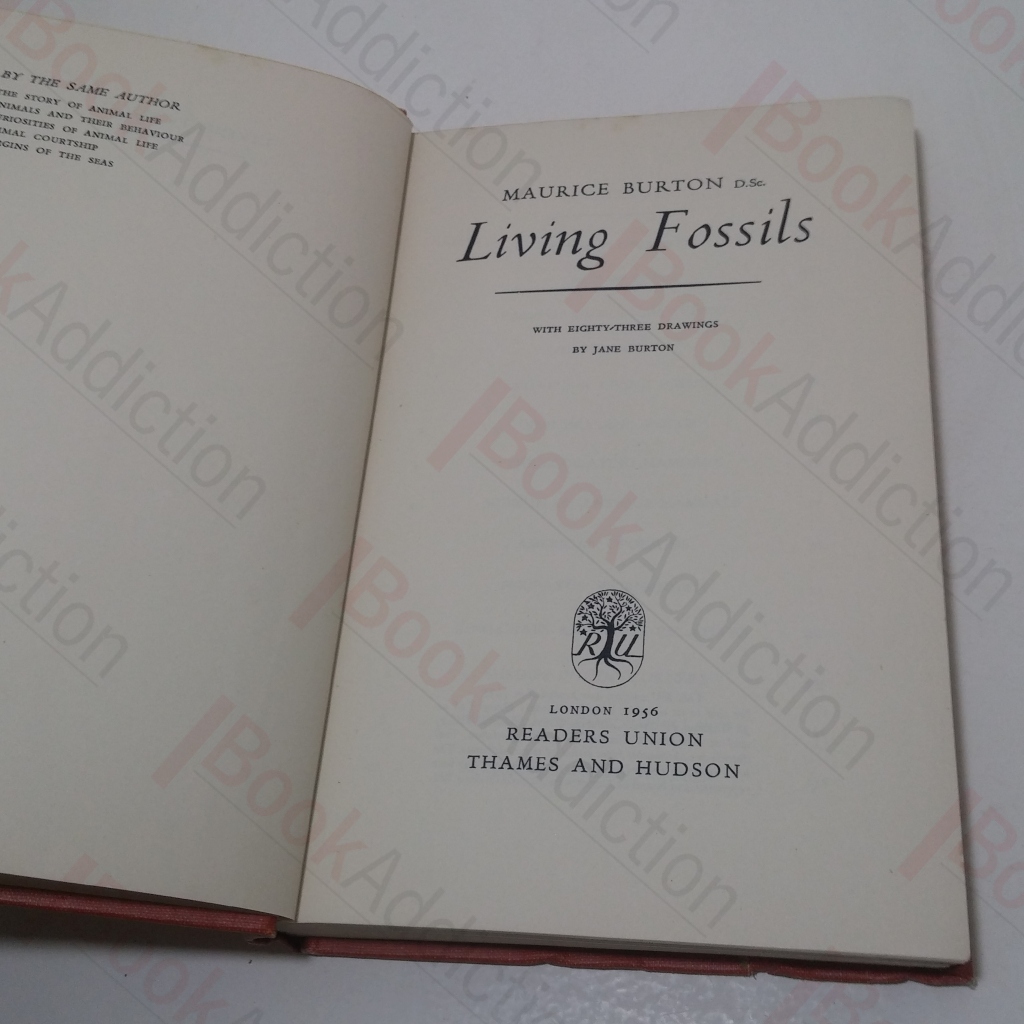 BY THE SAME AUTHOR
THE STORY OF ANIMAL LIFE
ANIMALS AND THEIR BEHAVIOUR
CURIOSITIES OF ANIMAL LIFE
ANIMAL COURTSHIP
MARGINS OF THE SEAS
MAURICE BURTON D.Sc.
Living Fossils
WITH EIGHTY-THREE DRAWINGS
BY JANE BURTON
RU
LONDON 1956
READERS UNION
THAMES AND HUDSON
BookAddiction